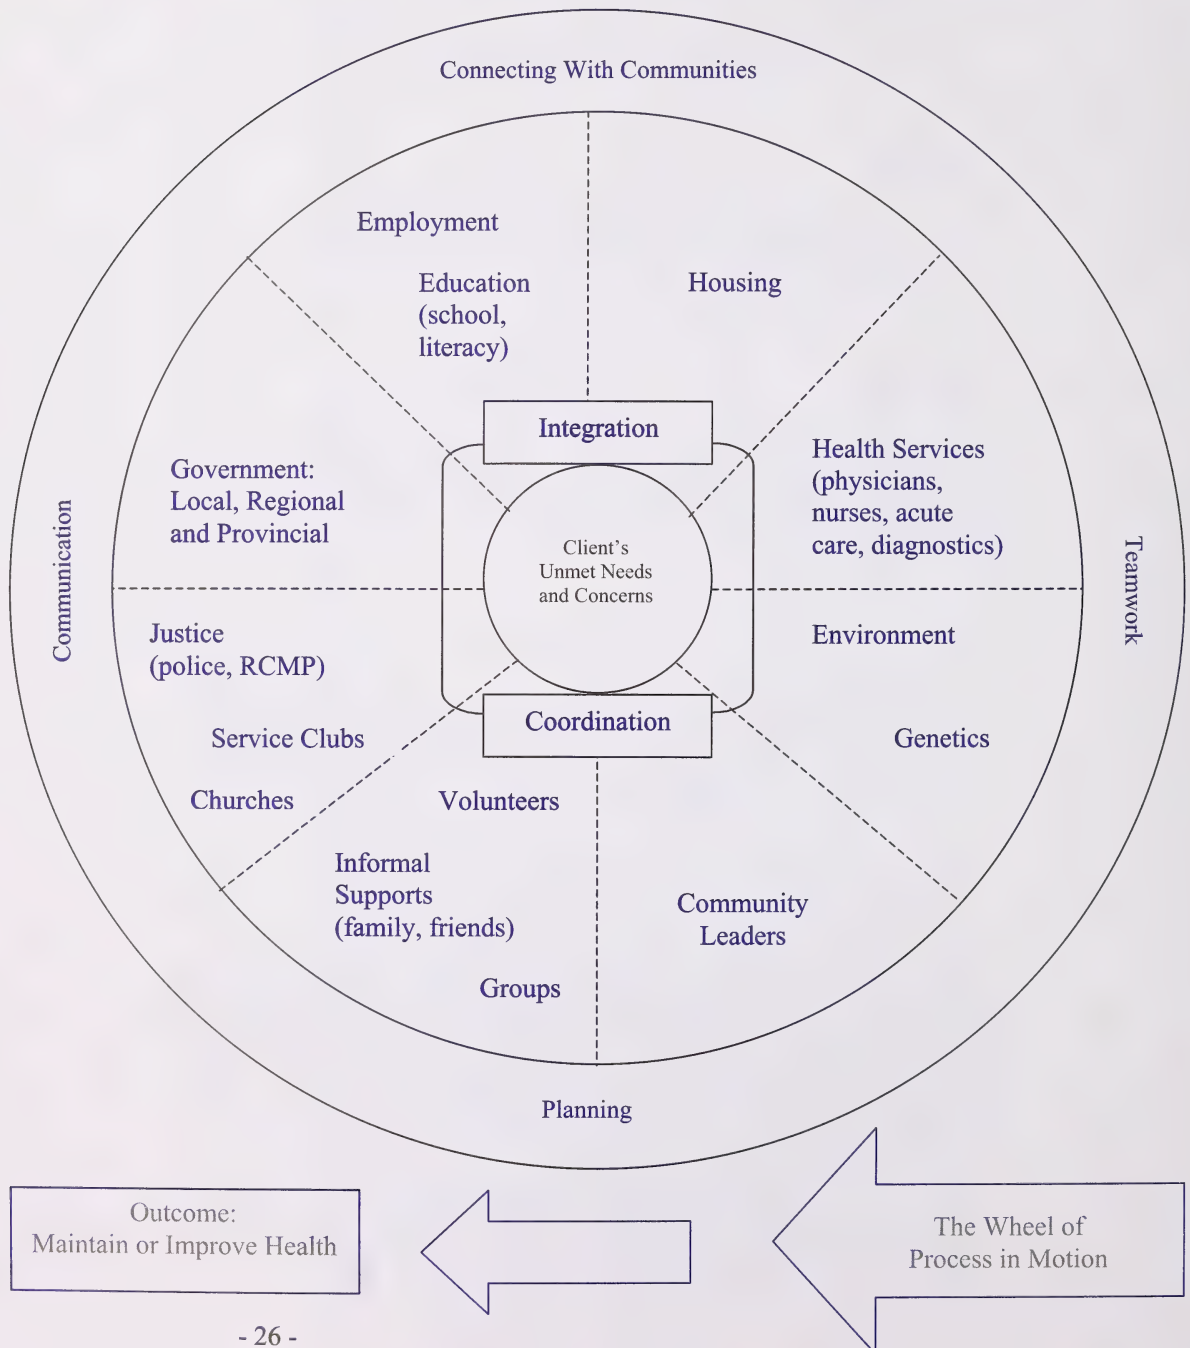 Connecting With Communities
Employment
Education
(school,
literacy)
Housing
Integration
Government:
Local, Regional
and Provincial
Health Services
(physicians,
nurses, acute
care, diagnostics)
Client's
Unmet Needs
and Concerns
Communication
Teamwork
Justice
(police, RCMP)
Environment
Coordination
Service Clubs
Genetics
Churches
Volunteers
Informal
Supports
(family, friends)
Community
Leaders
Groups
Planning
Outcome:
Maintain or Improve Health
The Wheel of
Process in Motion
- 26 -